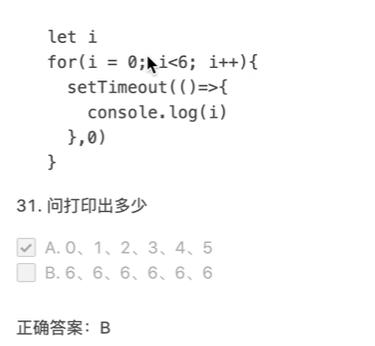 let i
for(i = 0; i<6; i++){
  setTimeout(()=>{
    console.log(i)
  },0)
}
31. 问打印出多少
A. 0、1、2、3、4、5
B. 6、6、6、6、6、6
正确答案：B